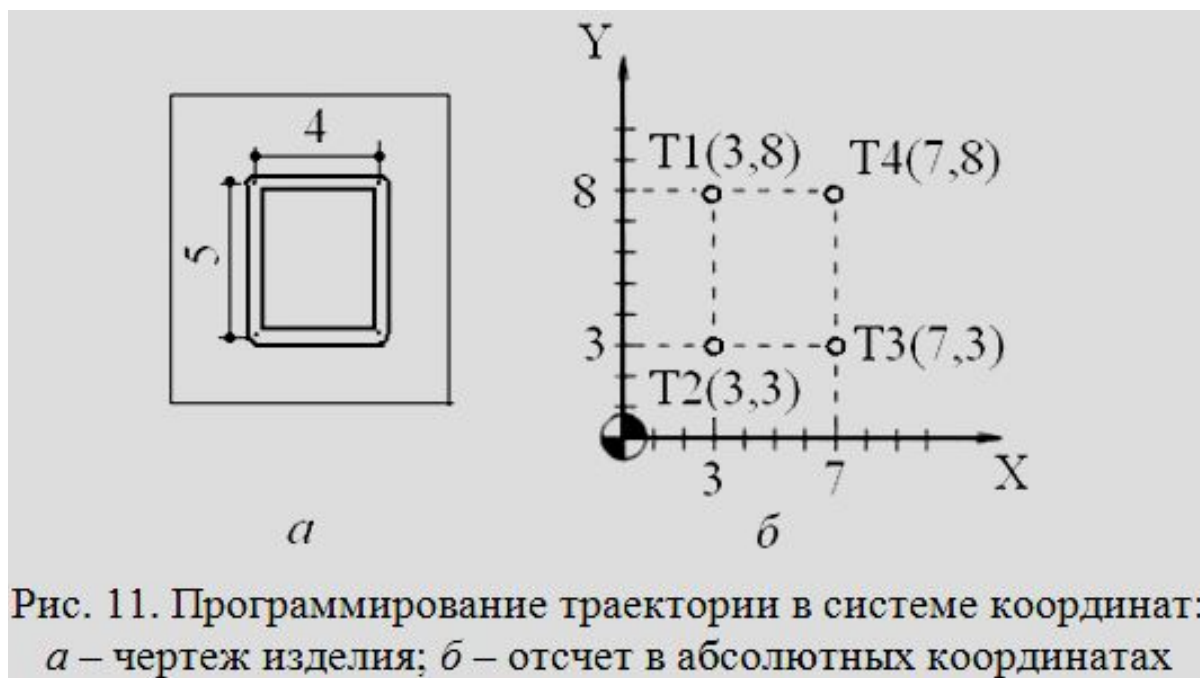 4
5
а
Y
T1(3,8) T4(7,8)
8
3
T3(7,3)
T2(3,3)
3 7 X
б
Рис. 11. Программирование траектории в системе координат:
а – чертеж изделия; б – отсчет в абсолютных координатах